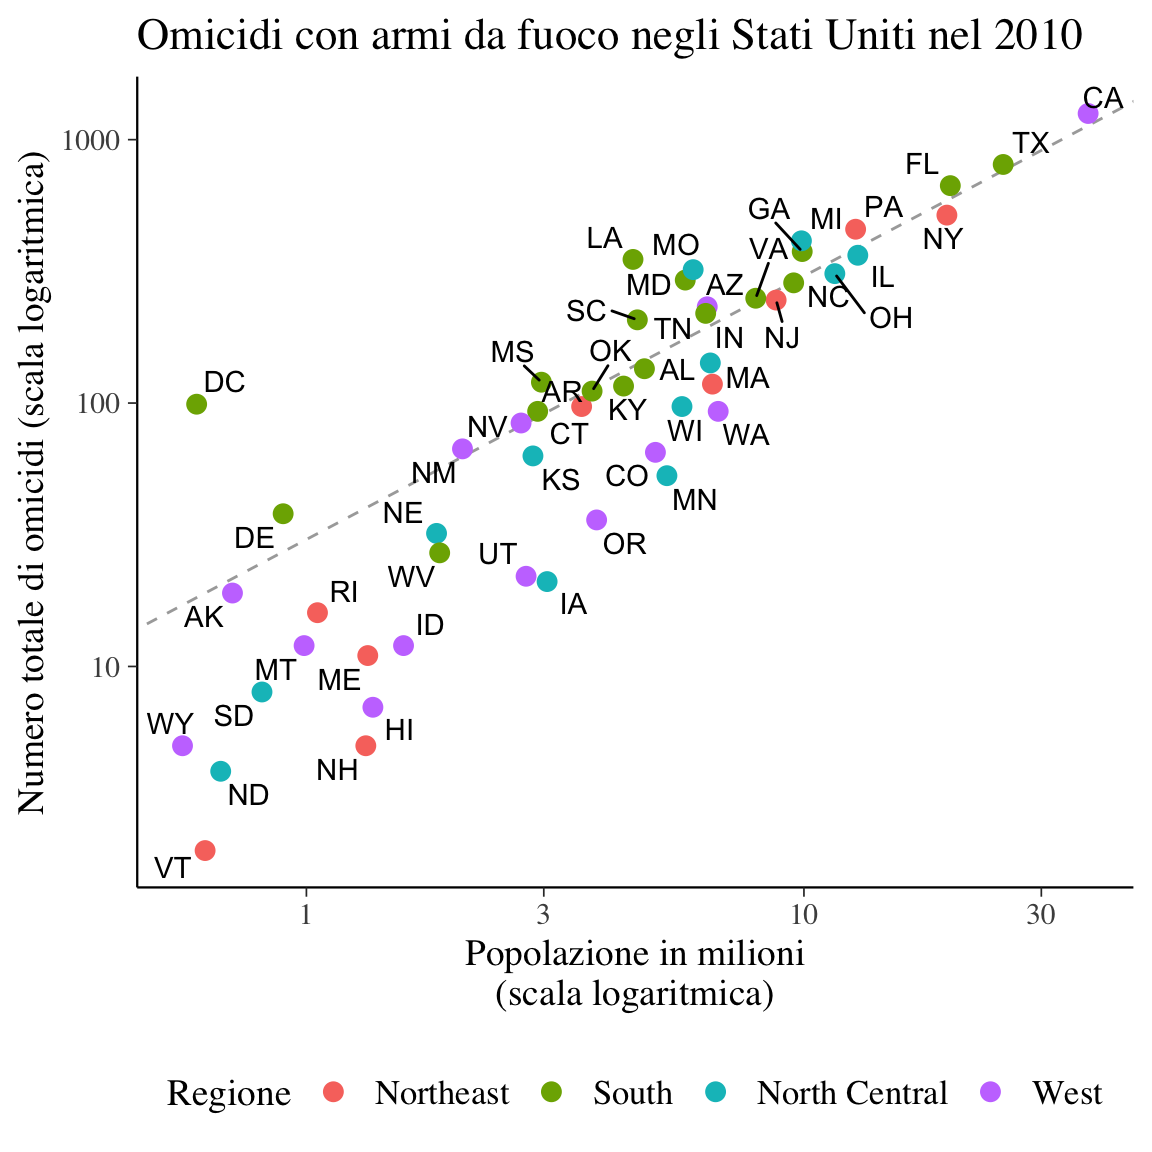 Omicidi con armi da fuoco negli Stati Uniti nel 2010
Numero totale di omicidi (scala logaritmica)
1000
100
10
CA
TX
FL
NY
PA
MI
GA
IL
OH
NC
VA
NJ
LA
MO
MD
AZ
SC
TN
IN
MS
OK
AR
AL
MA
KY
CT
WI
WA
NV
NM
KS
CO
MN
DC
DE
NE
WV
OR
UT
IA
AK
RI
ID
MT
ME
SD
WY
HI
NH
ND
VT
1
3
10
30
Popolazione in milioni
(scala logaritmica)
Regione Northeast South North Central West